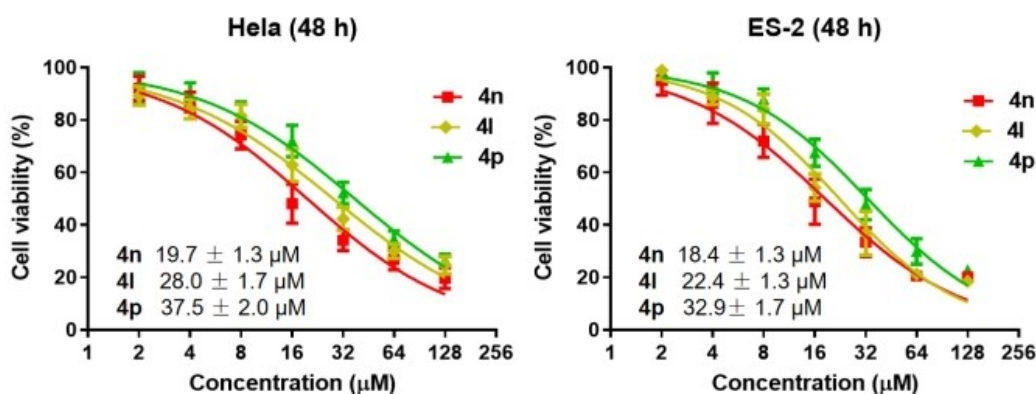 Hela (48 h)
Cell viability (%)
100
80
60
40
20
0
4n
4l
4p
4n 19.7 ± 1.3 μM
4l 28.0 ± 1.7 μM
4p 37.5 ± 2.0 μM
1 2 4 8 16 32 64 128 256
Concentration (μM)
ES-2 (48 h)
Cell viability (%)
100
80
60
40
20
0
4n
4l
4p
4n 18.4 ± 1.3 μM
4l 22.4 ± 1.3 μM
4p 32.9 ± 1.7 μM
1 2 4 8 16 32 64 128 256
Concentration (μM)